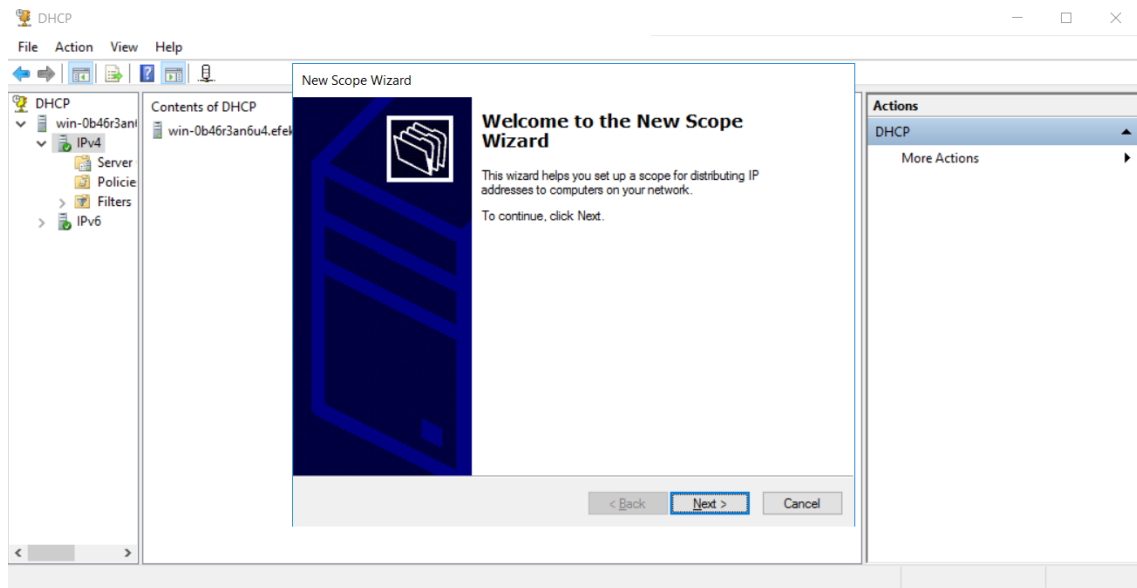 DHCP
File Action View Help
New Scope Wizard
DHCP
win-0b46r3an
IPv4
Server
Policie
Filters
IPv6
Contents of DHCP
win-0b46r3an6u4.efek
Welcome to the New Scope
Wizard
This wizard helps you set up a scope for distributing IP
addresses to computers on your network.
To continue, click Next.
< Back Next > Cancel
Actions
DHCP
More Actions